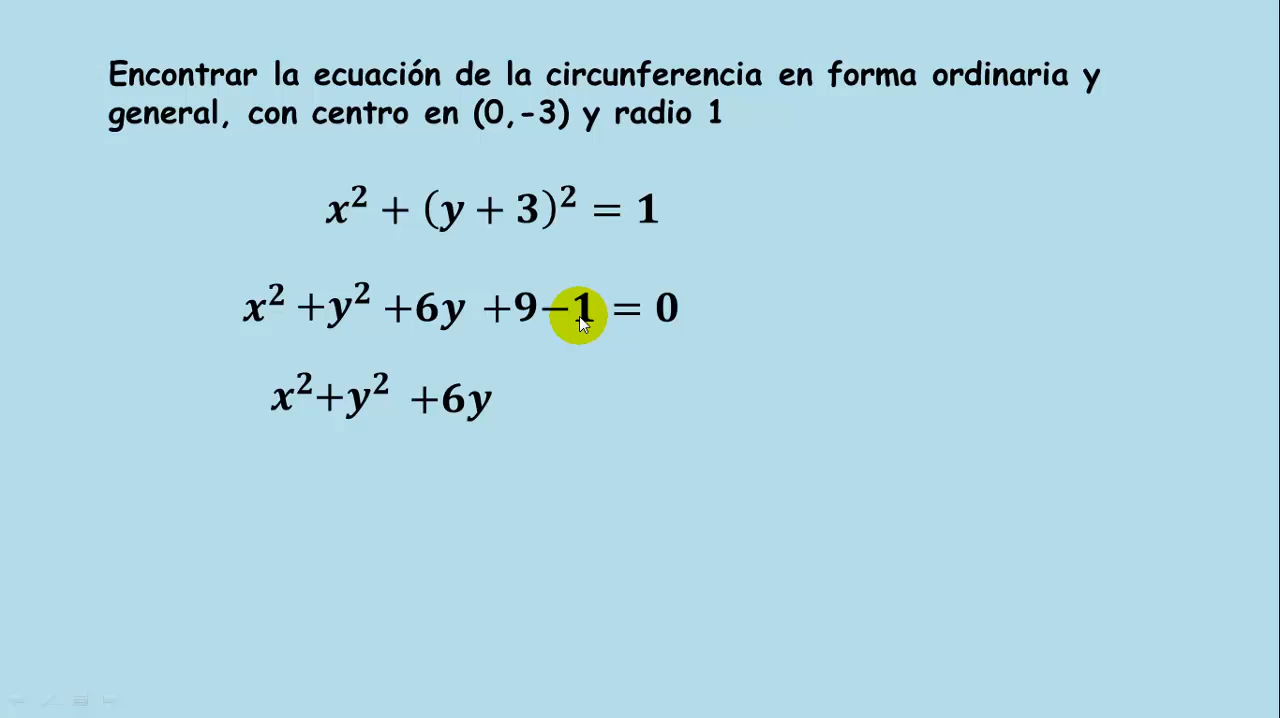 Encontrar la ecuación de la circunferencia en forma ordinaria y
general, con centro en (0,-3) y radio 1
x² + (y + 3)² = 1
x² +y² +6y +9−1 = 0
x²+y² +6y